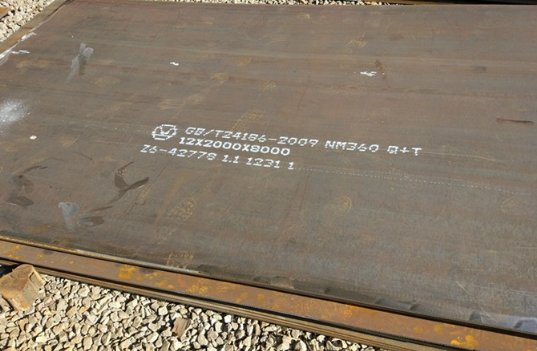 GB/T24186-2009 NM360 Q+T
12X2000X8000
Z6-42778 1.1 1231 1